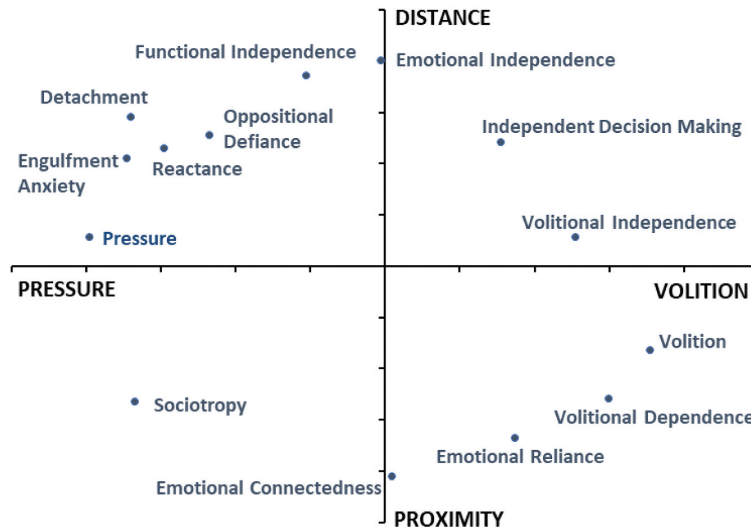 DISTANCE
Functional Independence
Emotional Independence
Detachment
Oppositional
Defiance
Independent Decision Making
Engulfment
Anxiety
Reactance
Volitional Independence
Pressure
PRESSURE
VOLITION
Volition
Sociotropy
Volitional Dependence
Emotional Reliance
Emotional Connectedness
PROXIMITY